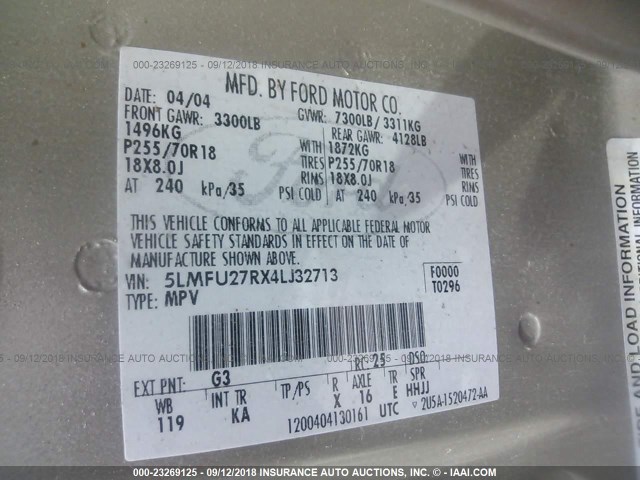 000-23269125 - 09/12/2018 INSURANCE AUTO AUCTIONS, INC. - © IAAI.COM
MFD. BY FORD MOTOR CO.
DATE: 04/04 GVWR: 7300LB / 3311KG
FRONT GAWR: 3300LB REAR GAWR: 4128LB
1496KG WITH 1872KG WITH
P255/70R18 TIRES P255/70R18 TIRES
18X8.0J RIMS 18X8.0J RIMS
AT 240 kPa/35 PSI COLD AT 240 kPa/35 PSI COLD
THIS VEHICLE CONFORMS TO ALL APPLICABLE FEDERAL MOTOR
VEHICLE SAFETY STANDARDS IN EFFECT ON THE DATE OF
MANUFACTURE SHOWN ABOVE.
VIN: 5LMFU27RX4LJ32713 F0000
TYPE: MPV T0296
RC: 25 DSO:
EXT PNT: G3
WB INT TR TP/PS R AXLE TR SPR
119 KA X 16 E HHJJ
1200404130161 UTC 2U5A-1520472-AA
INFORMATION